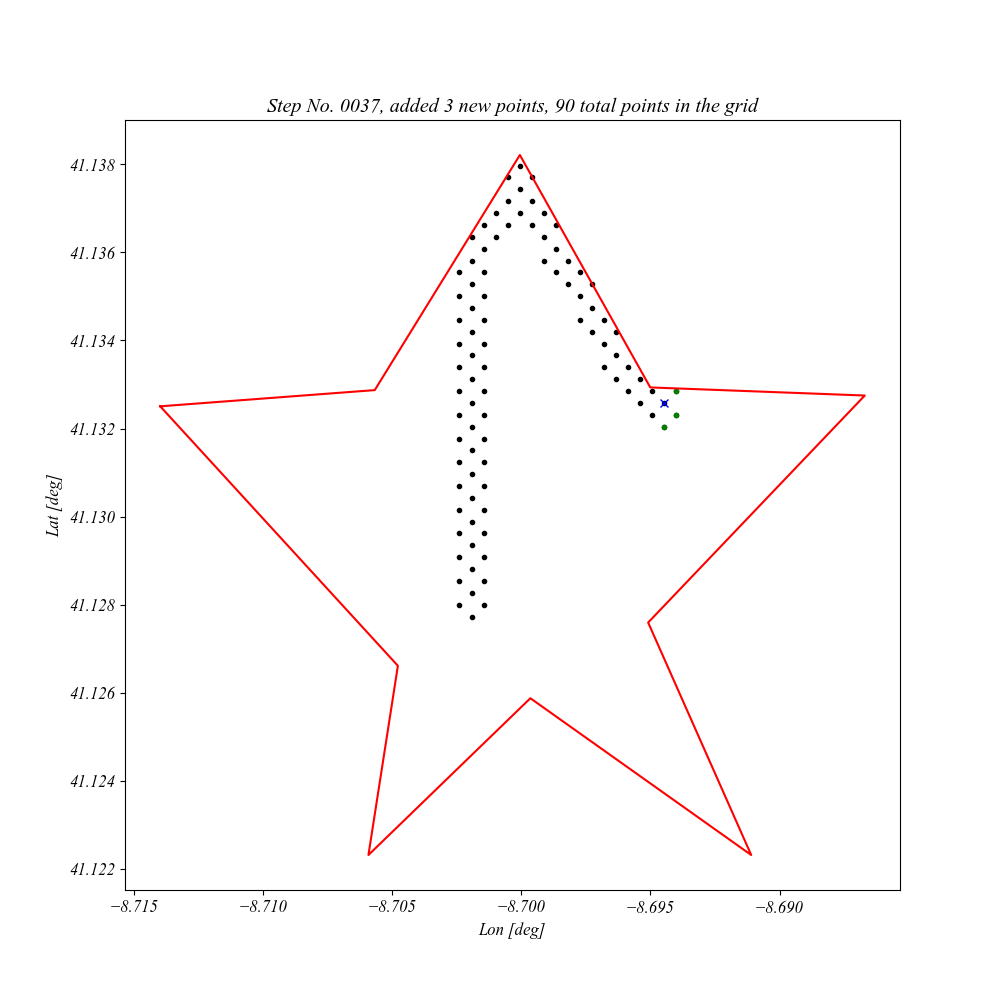 Step No. 0037, added 3 new points, 90 total points in the grid
41.138
41.136
41.134
41.132
41.130
41.128
41.126
41.124
41.122
Lat [deg]
−8.715 −8.710 −8.705 −8.700 −8.695 −8.690
Lon [deg]